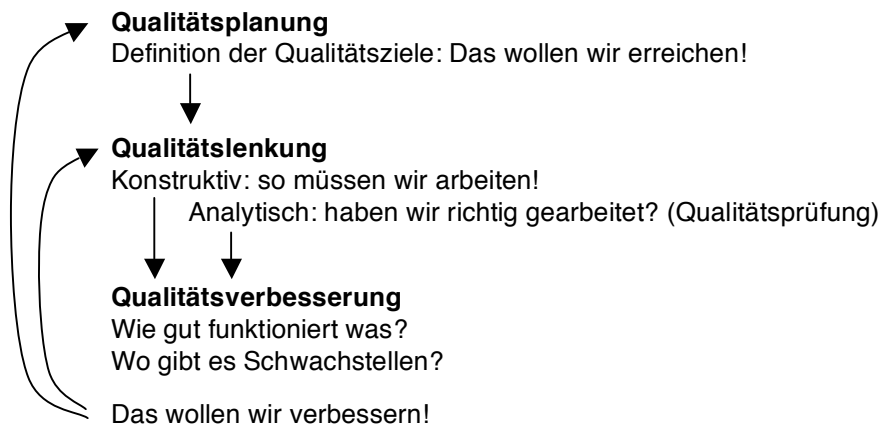 Qualitätsplanung
Definition der Qualitätsziele: Das wollen wir erreichen!
Qualitätslenkung
Konstruktiv: so müssen wir arbeiten!
Analytisch: haben wir richtig gearbeitet? (Qualitätsprüfung)
Qualitätsverbesserung
Wie gut funktioniert was?
Wo gibt es Schwachstellen?
Das wollen wir verbessern!